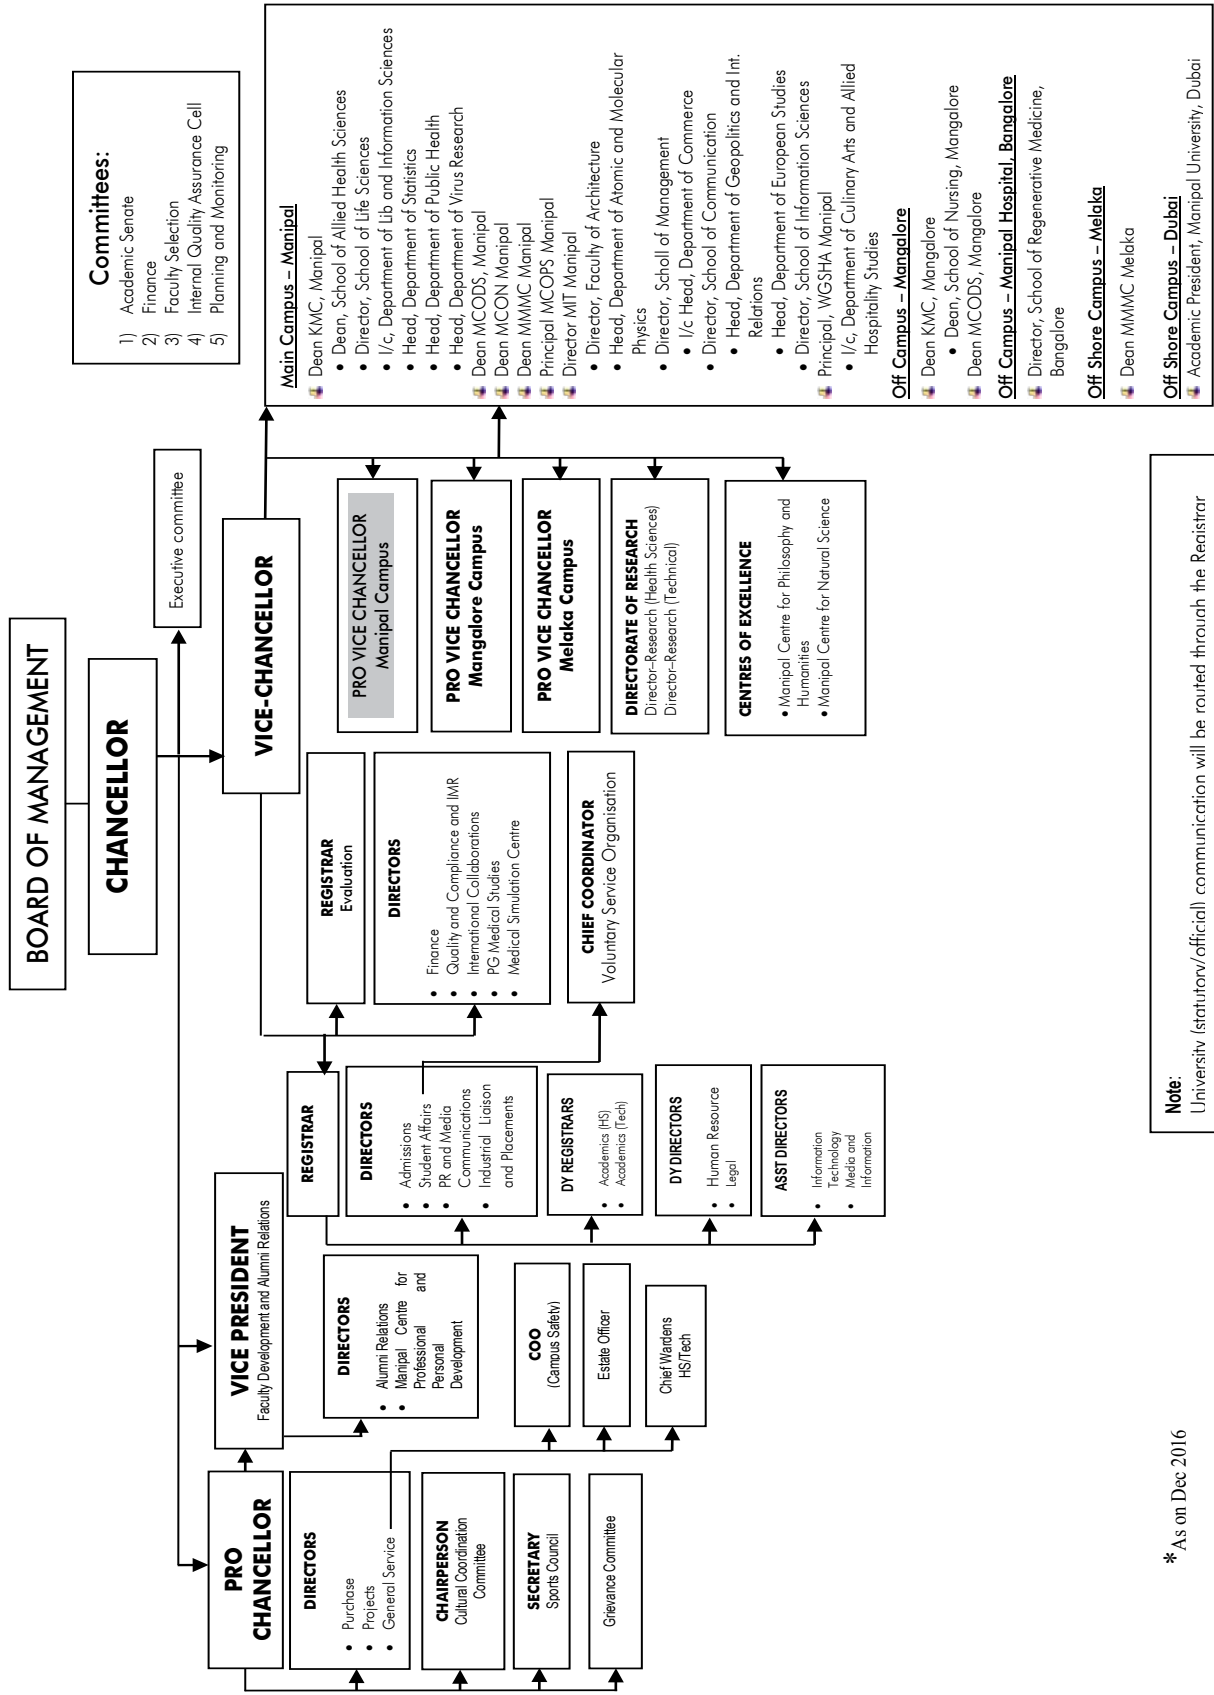 BOARD OF MANAGEMENT
CHANCELLOR
Executive committee
Committees:
1) Academic Senate
2) Finance
3) Faculty Selection
4) Internal Quality Assurance Cell
5) Planning and Monitoring
PRO
CHANCELLOR
DIRECTORS
• Purchase
• Projects
• General Service
CHAIRPERSON
Cultural Coordination
Committee
SECRETARY
Sports Council
Grievance Committee
VICE PRESIDENT
Faculty Development and Alumni Relations
DIRECTORS
• Alumni Relations
• Manipal Centre for
Professional and
Personal
Development
COO
(Campus Safety)
Estate Officer
Chief Wardens
HS/Tech
VICE-CHANCELLOR
REGISTRAR
DIRECTORS
• Admissions
• Student Affairs
• PR and Media
Communications
• Industrial Liaison
and Placements
DY REGISTRARS
• Academics (HS)
• Academics (Tech)
DY DIRECTORS
• Human Resource
• Legal
ASST DIRECTORS
• Information
Technology
• Media and
Information
REGISTRAR
Evaluation
DIRECTORS
• Finance
• Quality and Compliance and IMR
• International Collaborations
• PG Medical Studies
• Medical Simulation Centre
CHIEF COORDINATOR
Voluntary Service Organisation
PRO VICE CHANCELLOR
Manipal Campus
PRO VICE CHANCELLOR
Mangalore Campus
PRO VICE CHANCELLOR
Melaka Campus
DIRECTORATE OF RESEARCH
Director–Research (Health Sciences)
Director–Research (Technical)
CENTRES OF EXCELLENCE
• Manipal Centre for Philosophy and
Humanities
• Manipal Centre for Natural Science
Main Campus – Manipal
Dean KMC, Manipal
• Dean, School of Allied Health Sciences
• Director, School of Life Sciences
• I/c, Department of Lib and Information Sciences
• Head, Department of Statistics
• Head, Department of Public Health
• Head, Department of Virus Research
Dean MCODS, Manipal
Dean MCON Manipal
Dean MMMC Manipal
Principal MCOPS Manipal
Director MIT Manipal
• Director, Faculty of Architecture
• Head, Department of Atomic and Molecular
Physics
• Director, Scholl of Management
• I/c Head, Department of Commerce
• Director, School of Communication
• Head, Department of Geopolitics and Int.
Relations
• Head, Department of European Studies
• Director, School of Information Sciences
Principal, WGSHA Manipal
• I/c, Department of Culinary Arts and Allied
Hospitality Studies
Off Campus – Mangalore
Dean KMC, Mangalore
• Dean, School of Nursing, Mangalore
Dean MCODS, Mangalore
Off Campus – Manipal Hospital, Bangalore
Director, School of Regenerative Medicine,
Bangalore
Off Shore Campus – Melaka
Dean MMMC Melaka
Off Shore Campus – Dubai
Academic President, Manipal University, Dubai
* As on Dec 2016
Note:
University (statutory/official) communication will be routed through the Registrar